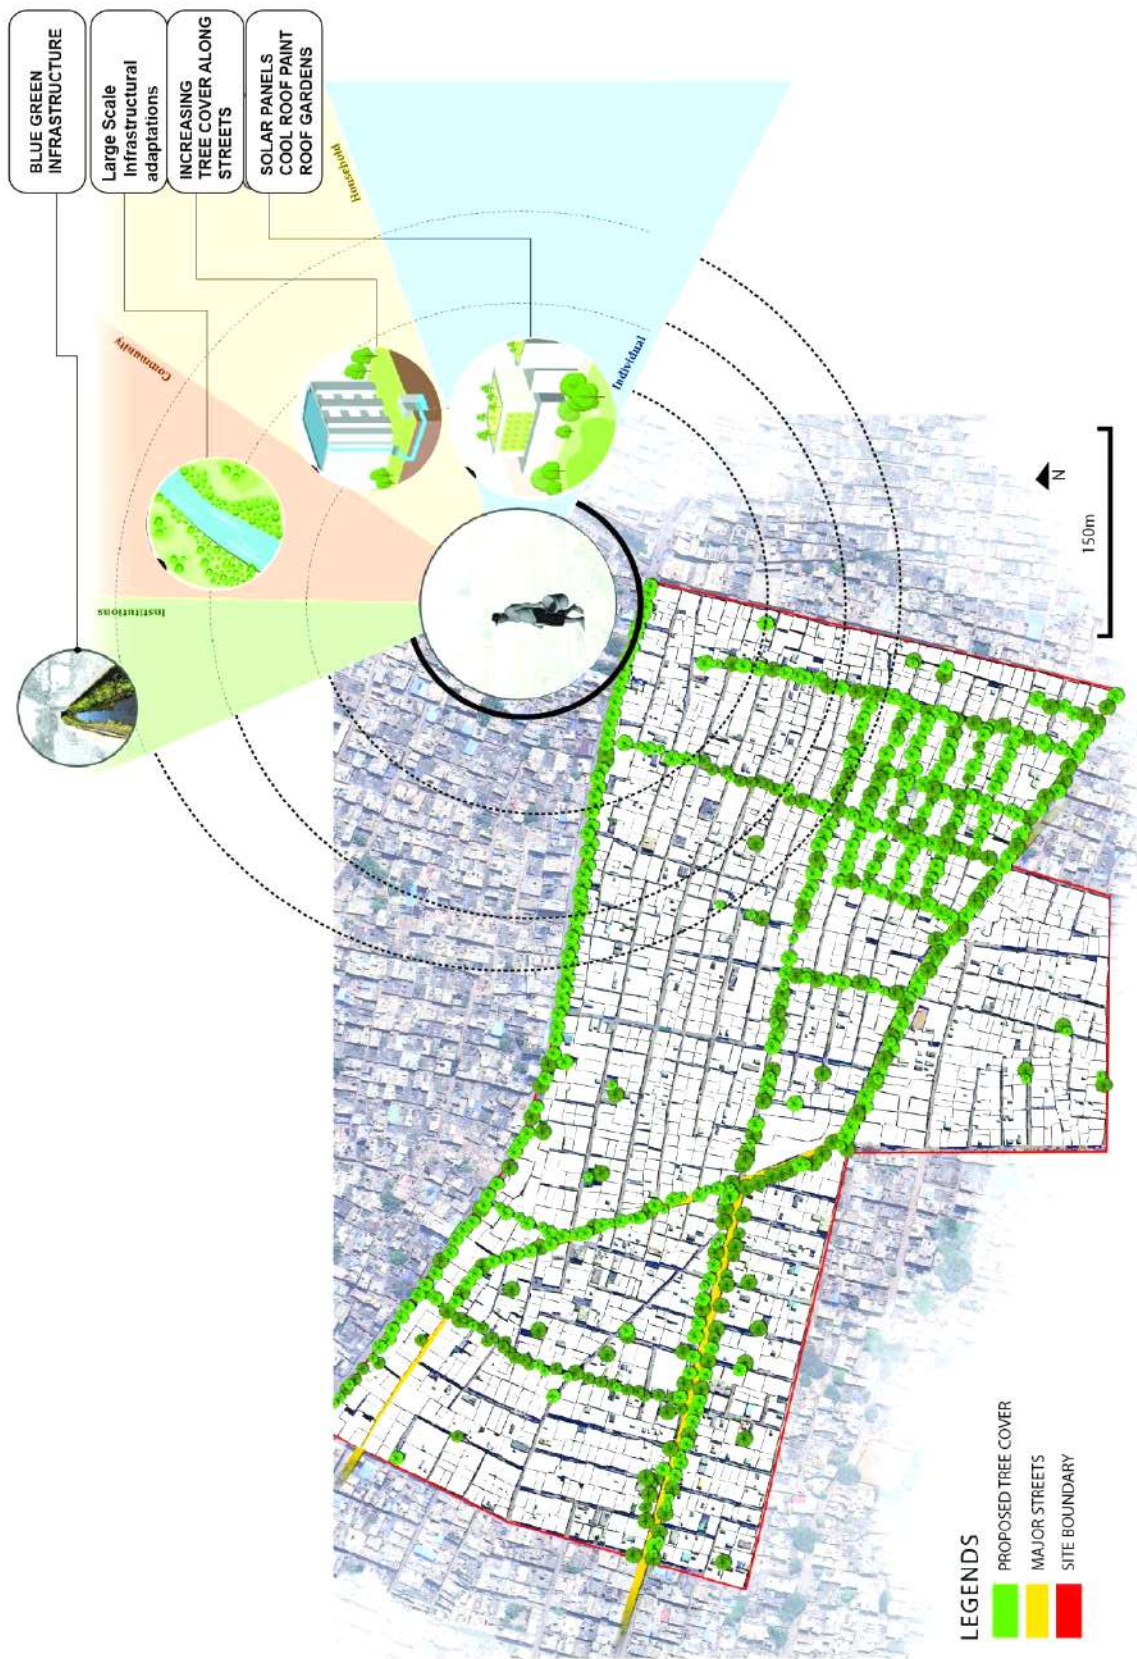 BLUE GREEN
INFRASTRUCTURE
Large Scale
Infrastructural
adaptations
INCREASING
TREE COVER ALONG
STREETS
SOLAR PANELS
COOL ROOF PAINT
ROOF GARDENS
Institutions
Community
Household
Individual
N
150m
LEGENDS
PROPOSED TREE COVER
MAJOR STREETS
SITE BOUNDARY